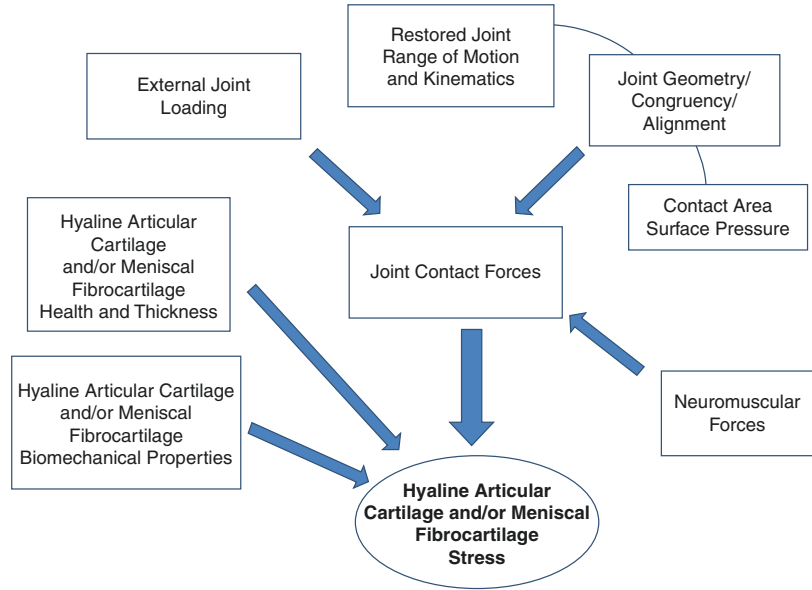 Restored Joint
Range of Motion
and Kinematics
External Joint
Loading
Joint Geometry/
Congruency/
Alignment
Contact Area
Surface Pressure
Hyaline Articular
Cartilage
and/or Meniscal
Fibrocartilage
Health and Thickness
Joint Contact Forces
Hyaline Articular Cartilage
and/or Meniscal
Fibrocartilage
Biomechanical Properties
Neuromuscular
Forces
Hyaline Articular
Cartilage and/or Meniscal
Fibrocartilage
Stress